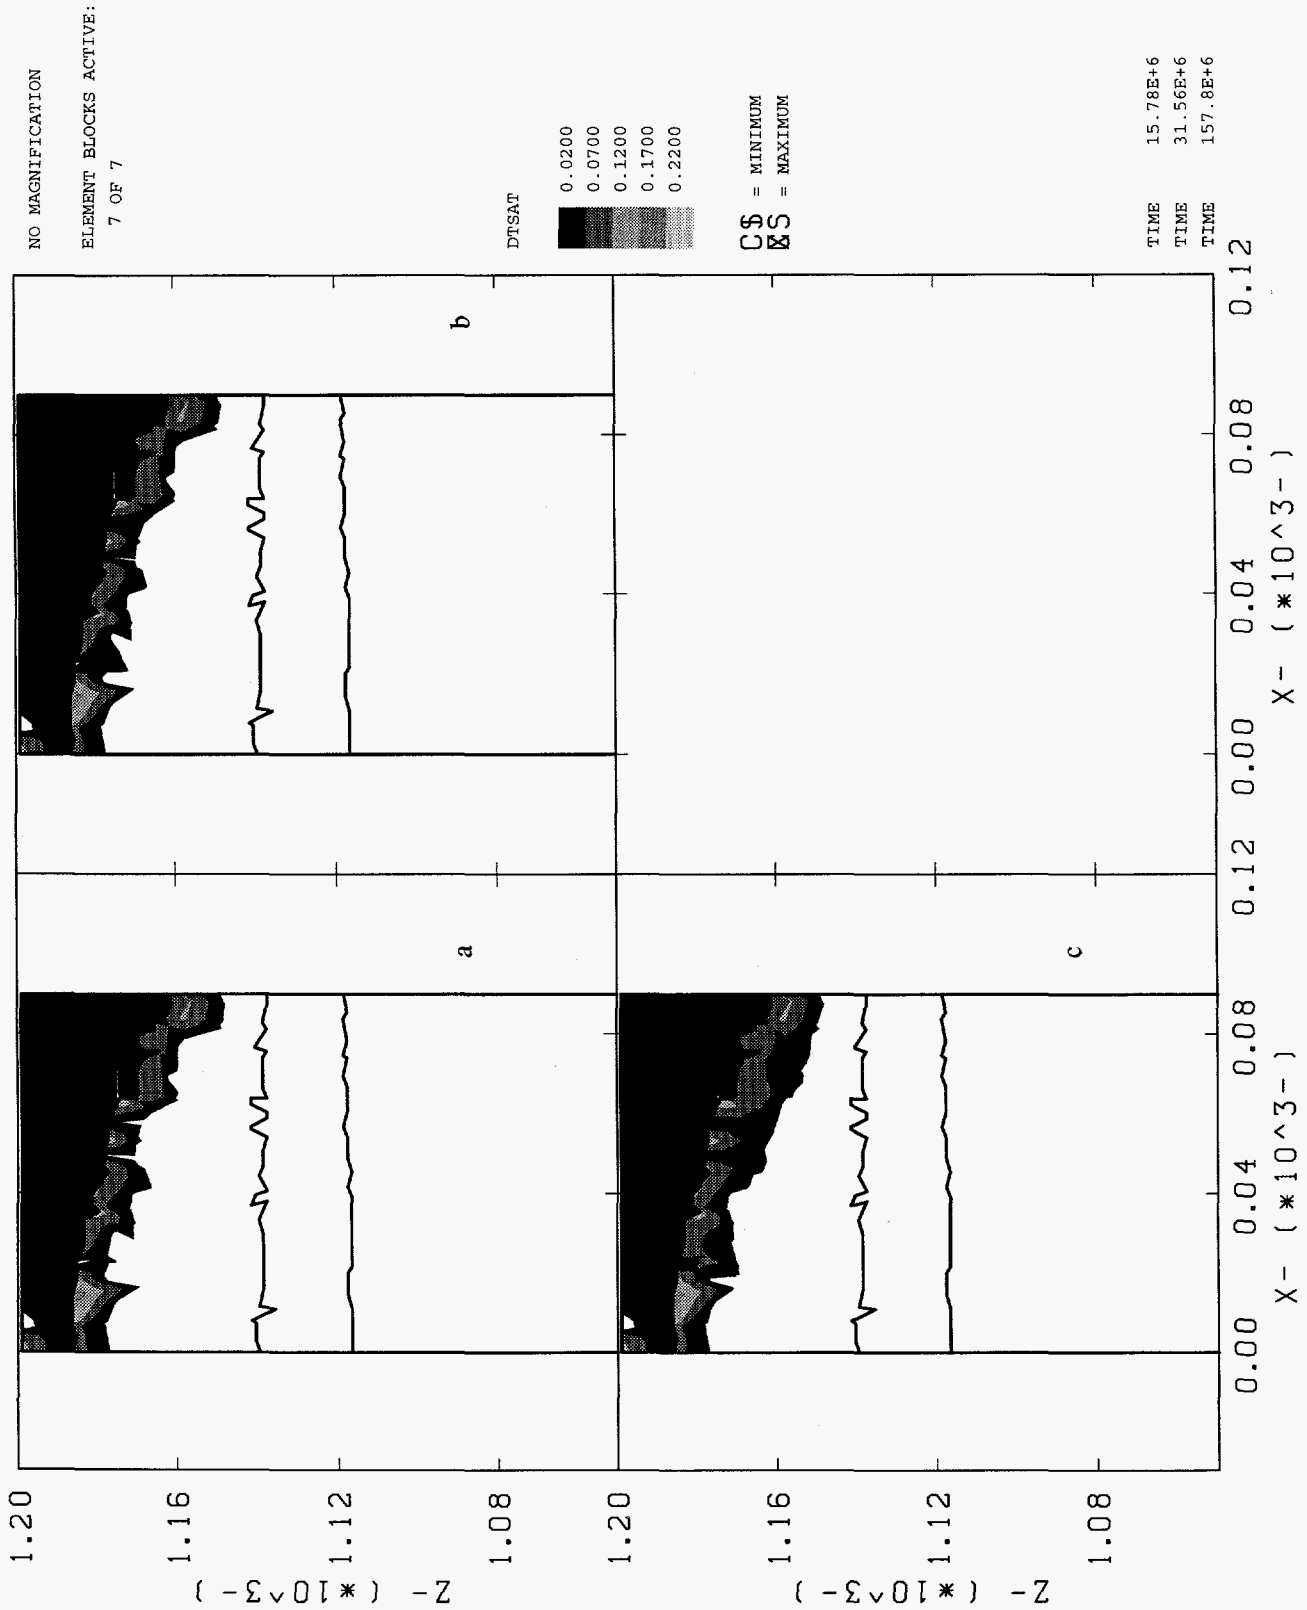 NO MAGNIFICATION
ELEMENT BLOCKS ACTIVE:
7 OF 7
DTSAT
0.0200
0.0700
0.1200
0.1700
0.2200
= MINIMUM
= MAXIMUM
TIME 15.78E+6
TIME 31.56E+6
TIME 157.8E+6
a
b
c
1.20
1.16
1.12
1.08
Z- (*10^3-)
1.20
1.16
1.12
1.08
Z- (*10^3-)
0.00
0.04
0.08
0.12
X- (*10^3-)
0.00
0.04
0.08
0.12
X- (*10^3-)